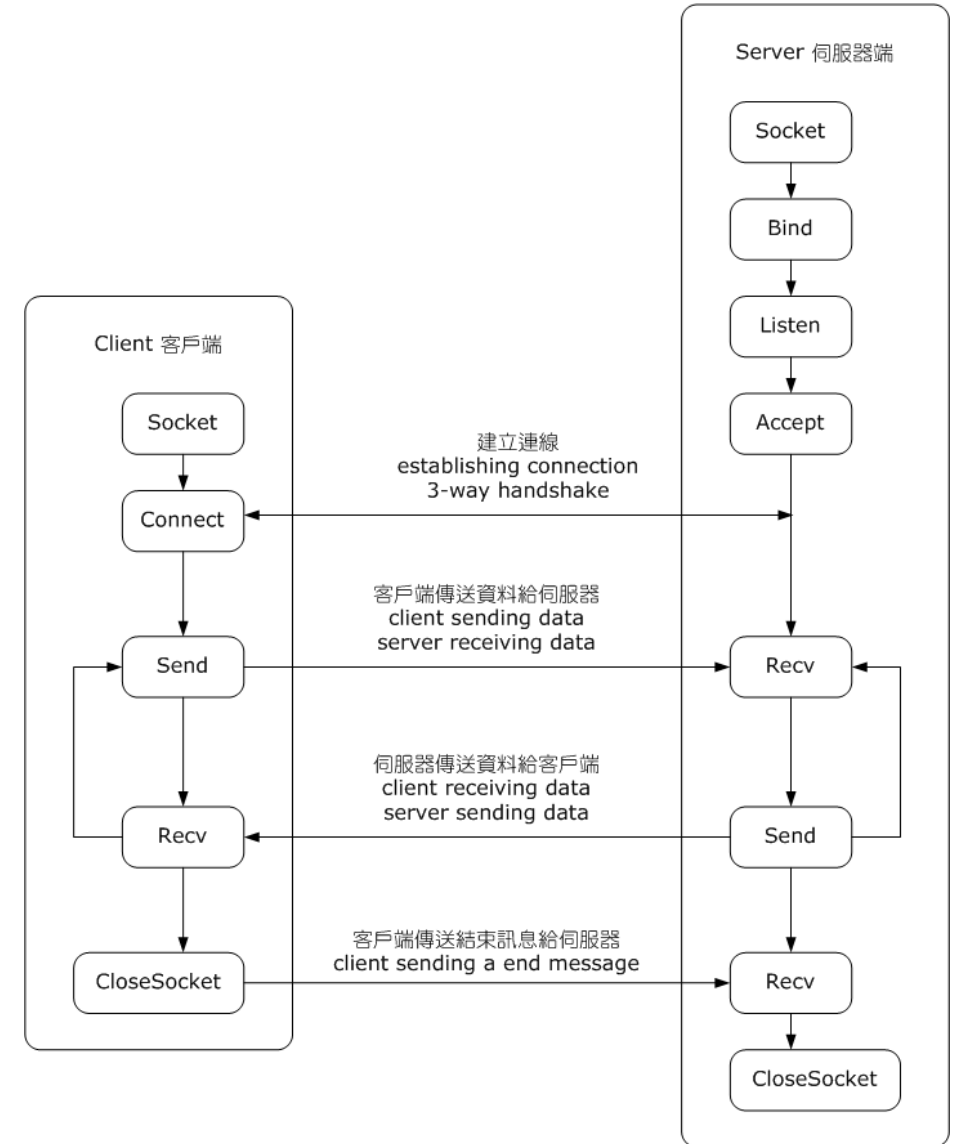 Server 伺服器端
Socket
Bind
Listen
Accept
Client 客戶端
Socket
Connect
建立連線
establishing connection
3-way handshake
客戶端傳送資料給伺服器
client sending data
server receiving data
Send
Recv
伺服器傳送資料給客戶端
client receiving data
server sending data
Recv
Send
客戶端傳送結束訊息給伺服器
client sending a end message
CloseSocket
Recv
CloseSocket